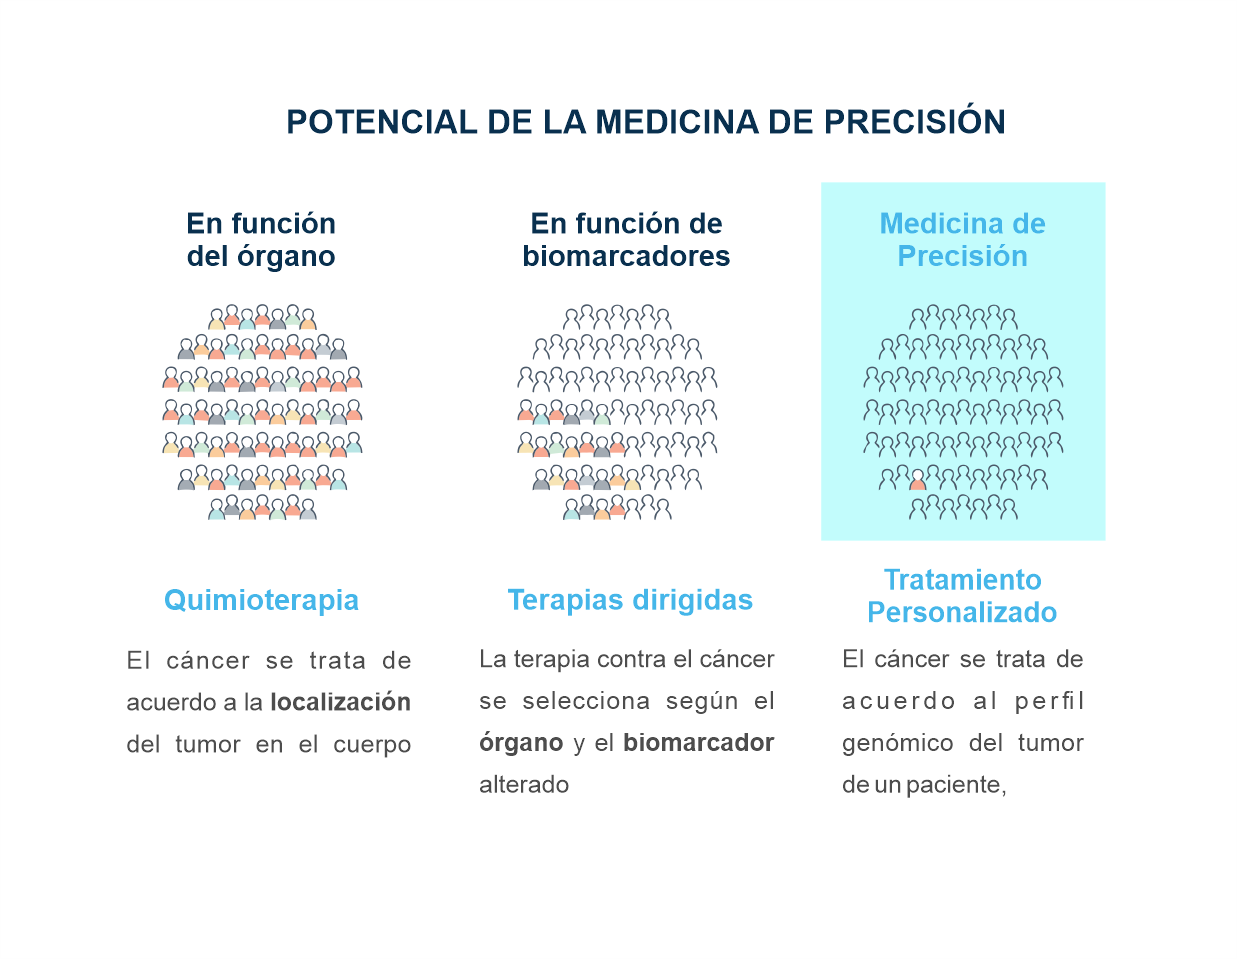 POTENCIAL DE LA MEDICINA DE PRECISIÓN
En función
del órgano
Quimioterapia
El cáncer se trata de
acuerdo a la localización
del tumor en el cuerpo
En función de
biomarcadores
Terapias dirigidas
La terapia contra el cáncer
se selecciona según el
órgano y el biomarcador
alterado
Medicina de
Precisión
Tratamiento
Personalizado
El cáncer se trata de
acuerdo al perfil
genómico del tumor
de un paciente,